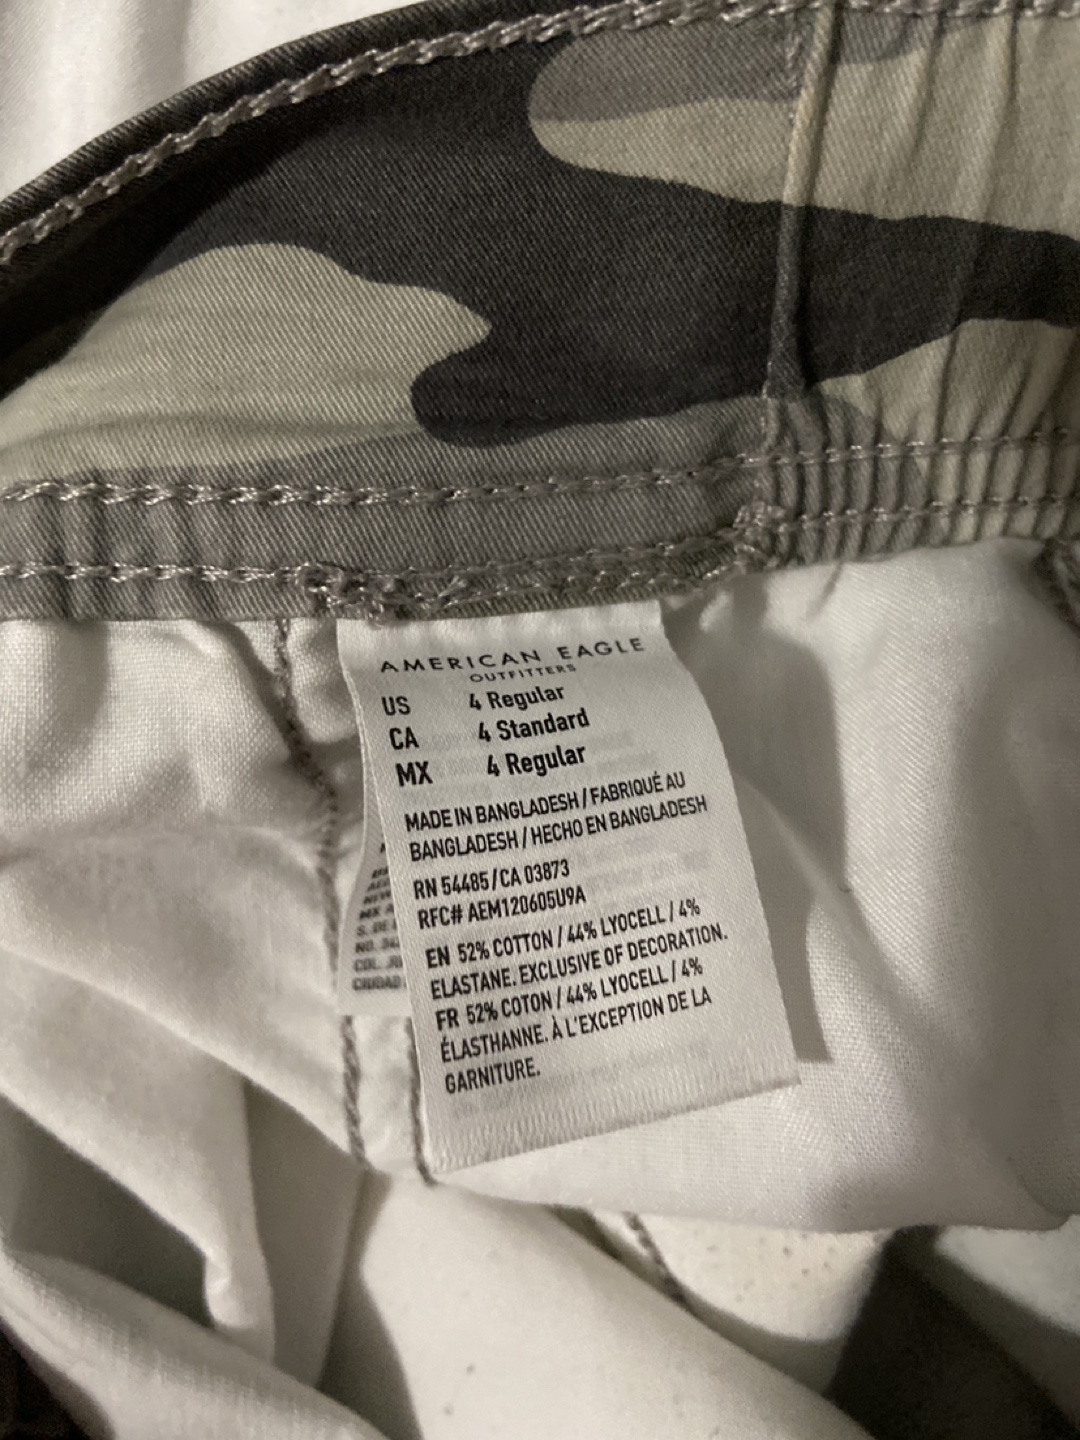 AMERICAN EAGLE
OUTFITTERS
US 4 Regular
CA 4 Standard
MX 4 Regular
MADE IN BANGLADESH / FABRIQUÉ AU
BANGLADESH / HECHO EN BANGLADESH
RN 54485 / CA 03873
RFC# AEM120605U9A
EN 52% COTTON / 44% LYOCELL / 4%
ELASTANE. EXCLUSIVE OF DECORATION.
FR 52% COTON / 44% LYOCELL / 4%
ÉLASTHANNE. À L'EXCEPTION DE LA
GARNITURE.
CIUDAD